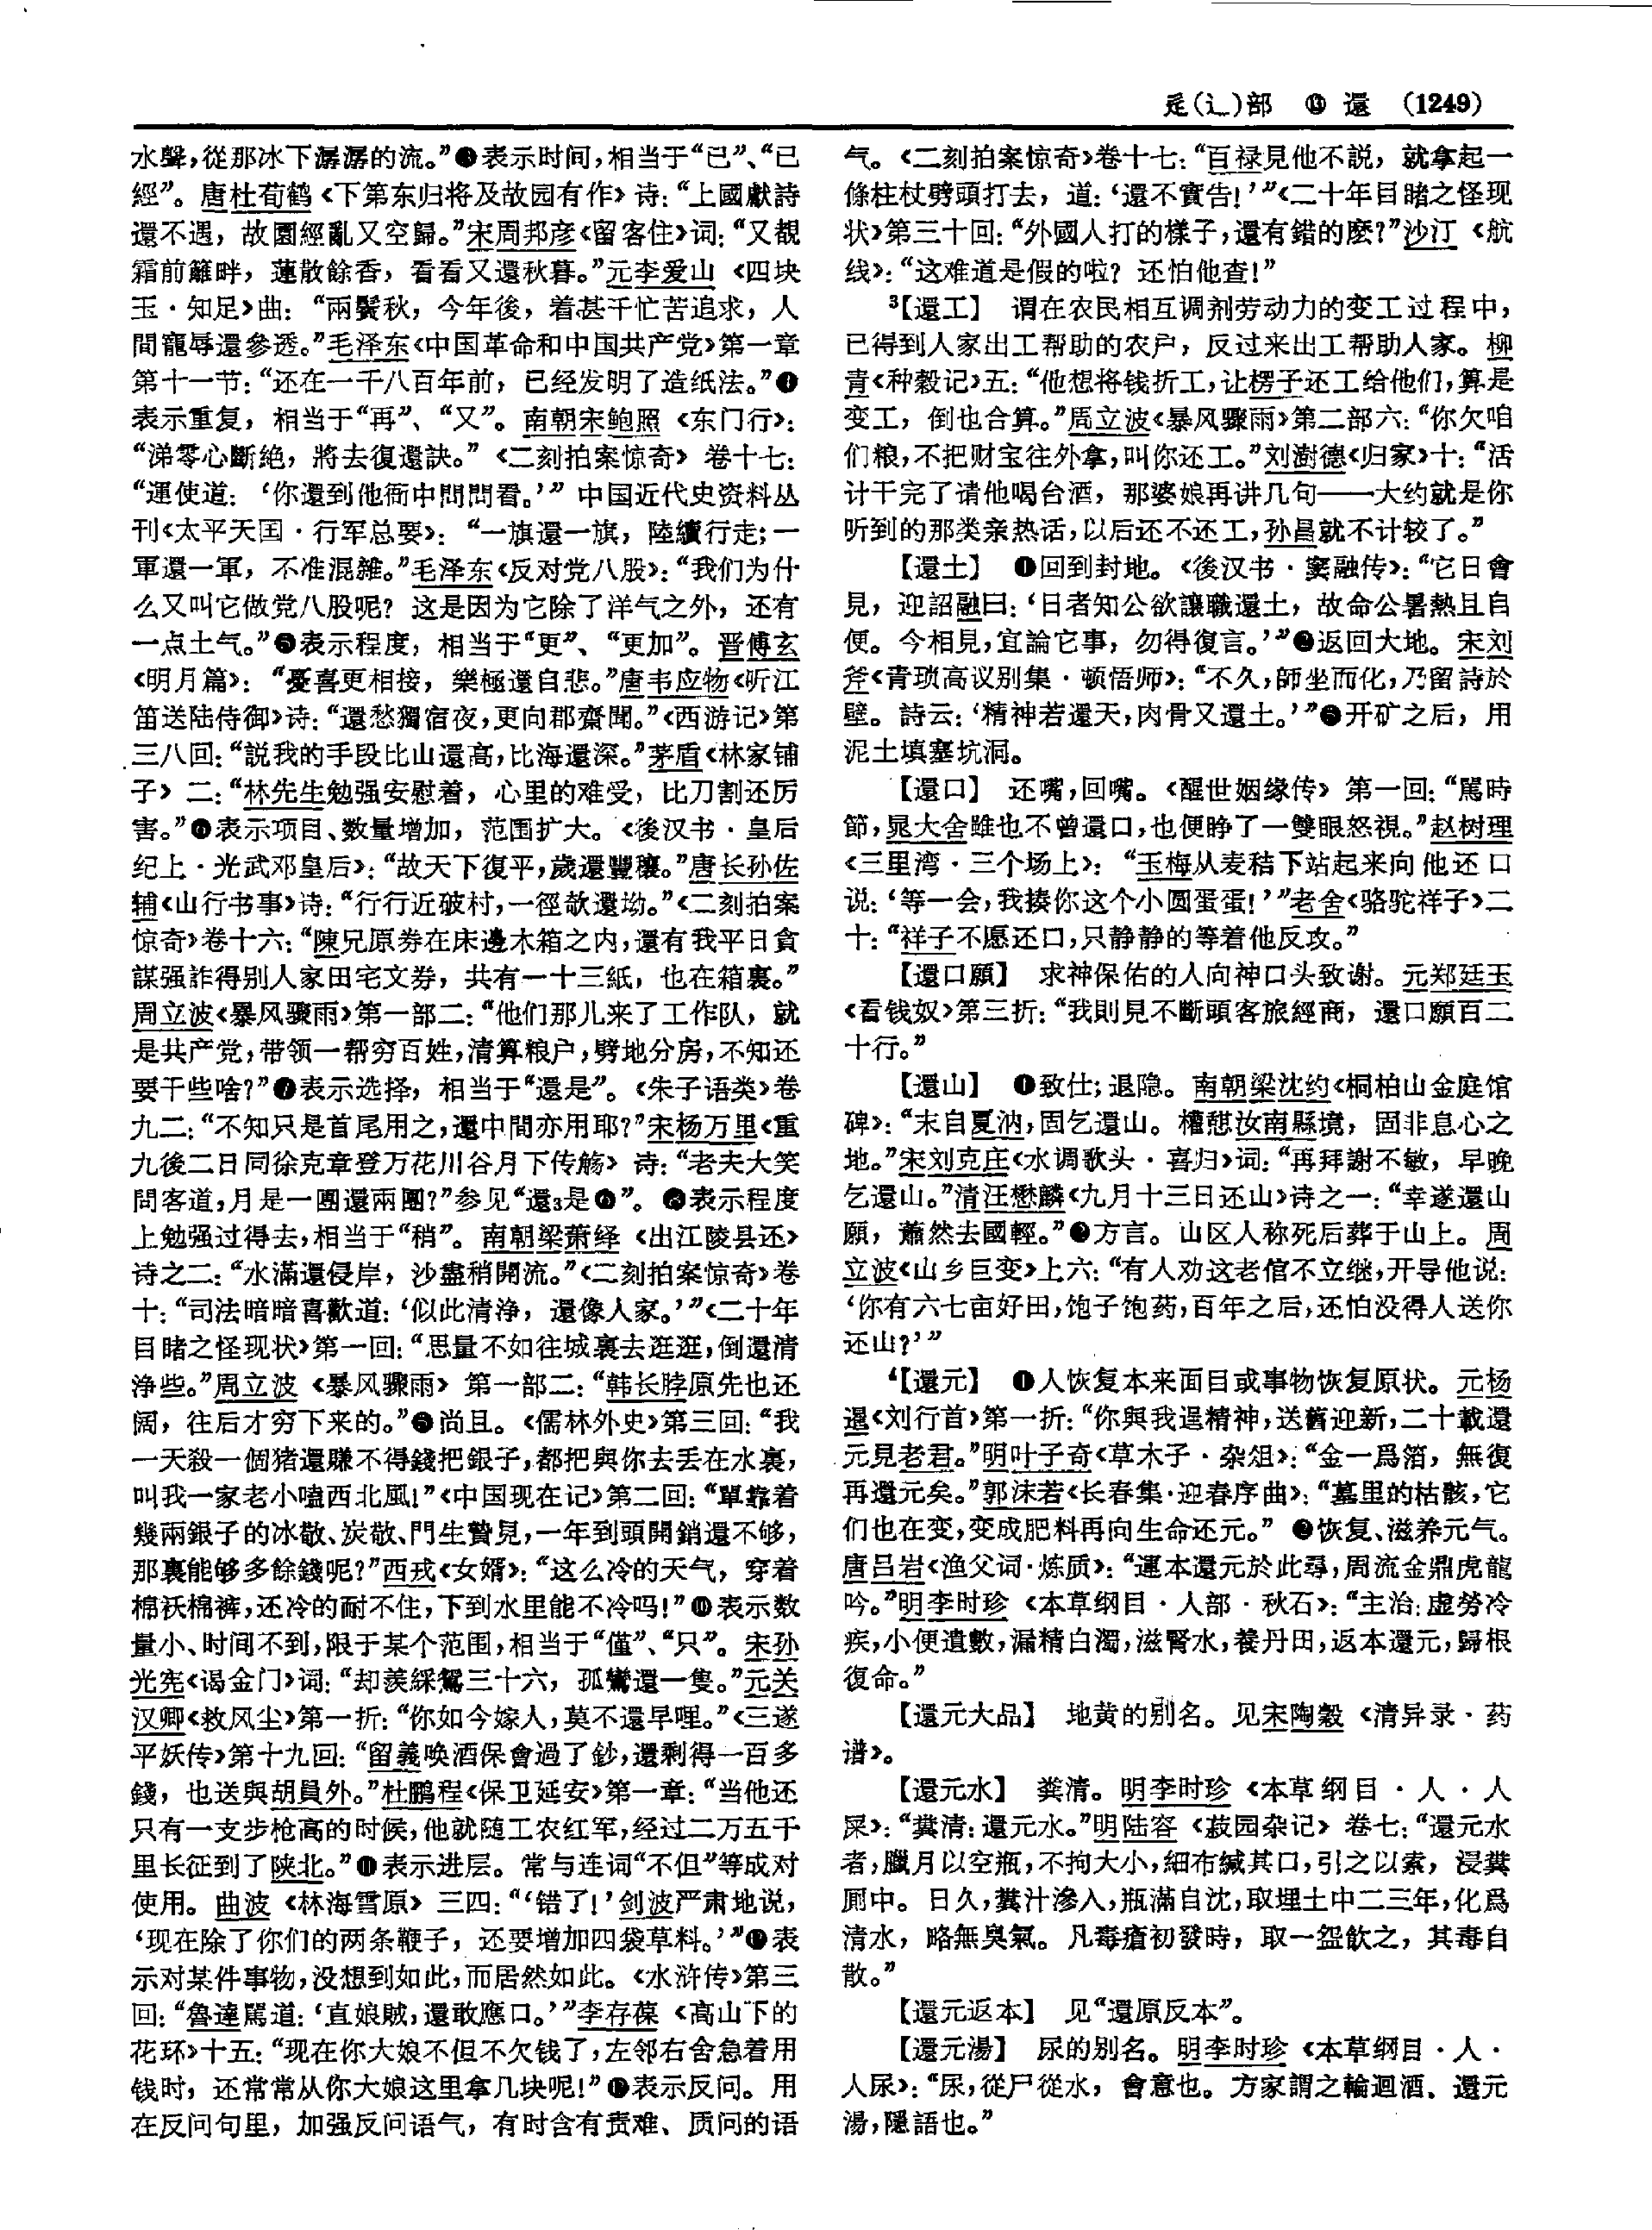 辵(辶)部 ⑬ 還 (1249)
水聲,從那冰下潺潺的流。”❸表示时间,相当于“已”、“已
經”。唐杜荀鹤《下第东归将及故园有作》诗:“上國獻詩
還不遇,故園經亂又空歸。”宋周邦彦《留客住》词:“又覩
霜前籬畔,蓮散餘香,看看又還秋暮。”元李爱山《四块
玉·知足》曲:“兩鬓秋,今年後,着甚干忙苦追求,人
間寵辱還參透。”毛泽东《中国革命和中国共产党》第一章
第十一节:“还在一千八百年前,已经发明了造纸法。”❹
表示重复,相当于“再”、“又”。南朝宋鲍照《东门行》:
“涕零心斷絶,將去復還訣。”《二刻拍案惊奇》卷十七:
“運使道:‘你還到他衙中問問看。’”中国近代史资料丛
刊《太平天囯·行军总要》:“一旗還一旗,陸續行走;一
軍還一軍,不准混雜。”毛泽东《反对党八股》:“我们为什
么又叫它做党八股呢?这是因为它除了洋气之外,还有
一点土气。”❺表示程度,相当于“更”、“更加”。晋傅玄
《明月篇》:“憂喜更相接,樂極還自悲。”唐韦应物《听江
笛送陆侍御》诗:“還愁獨宿夜,更向郡齋聞。”《西游记》第
三八回:“説我的手段比山還高,比海還深。”茅盾《林家铺
子》二:“林先生勉强安慰着,心里的难受,比刀割还厉
害。”❻表示项目、数量增加,范围扩大。《後汉书·皇后
纪上·光武邓皇后》:“故天下復平,歲還豐穰。”唐长孙佐
辅《山行书事》诗:“行行近破村,一徑欹還坳。”《二刻拍案
惊奇》卷十六:“陳兄原券在床邊木箱之内,還有我平日貪
謀强詐得别人家田宅文券,共有一十三紙,也在箱裏。”
周立波《暴风骤雨》第一部二:“他们那儿来了工作队,就
是共产党,带领一帮穷百姓,清算粮户,劈地分房,不知还
要干些啥?”❼表示选择,相当于“還是”。《朱子语类》卷
九二:“不知只是首尾用之,還中間亦用耶?”宋杨万里《重
九後二日同徐克章登万花川谷月下传觞》诗:“老夫大笑
問客道,月是一團還兩團?”参见“還3是❻”。❽表示程度
上勉强过得去,相当于“稍”。南朝梁萧绎《出江陵县还》
诗之二:“水滿還侵岸,沙盡稍開流。”《二刻拍案惊奇》卷
十:“司法暗暗喜歡道:‘似此清净,還像人家。’”《二十年
目睹之怪现状》第一回:“思量不如往城裏去逛逛,倒還清
浄些。”周立波《暴风骤雨》第一部二:“韩长脖原先也还
阔,往后才穷下来的。”❾尚且。《儒林外史》第三回:“我
一天殺一個猪還賺不得錢把銀子,都把與你去丢在水裏,
叫我一家老小嗑西北風!”《中国现在记》第二回:“單靠着
幾兩銀子的冰敬、炭敬、門生贄見,一年到頭開銷還不够,
那裏能够多餘錢呢?”西戎《女婿》:“这么冷的天气,穿着
棉袄棉裤,还冷的耐不住,下到水里能不冷吗!”❿表示数
量小、时间不到,限于某个范围,相当于“僅”、“只”。宋孙
光宪《谒金门》词:“却羡綵鴛三十六,孤鸞還一隻。”元关
汉卿《救风尘》第一折:“你如今嫁人,莫不還早哩。”《三遂
平妖传》第十九回:“留義唤酒保會過了鈔,還剩得一百多
錢,也送與胡員外。”杜鹏程《保卫延安》第一章:“当他还
只有一支步枪高的时候,他就随工农红军,经过二万五千
里长征到了陕北。”⓫表示进层。常与连词“不但”等成对
使用。曲波《林海雪原》三四:“‘错了!’剑波严肃地说,
‘现在除了你们的两条鞭子,还要增加四袋草料。’”⓬表
示对某件事物,没想到如此,而居然如此。《水浒传》第三
回:“魯達駡道:‘直娘賊,還敢應口。’”李存葆《高山下的
花环》十五:“现在你大娘不但不欠钱了,左邻右舍急着用
钱时,还常常从你大娘这里拿几块呢!”⓭表示反问。用
在反问句里,加强反问语气,有时含有责难、质问的语
气。《二刻拍案惊奇》卷十七:“百禄見他不説,就拿起一
條柱杖劈頭打去,道:‘還不實告!’”《二十年目睹之怪现
状》第三十回:“外國人打的樣子,還有錯的麽?”沙汀《航
线》:“这难道是假的啦?还怕他查!”
³【還工】 谓在农民相互调剂劳动力的变工过程中,
已得到人家出工帮助的农户,反过来出工帮助人家。柳
青《种榖记》五:“他想将钱折工,让楞子还工给他们,算是
变工,倒也合算。”周立波《暴风骤雨》第二部六:“你欠咱
们粮,不把财宝往外拿,叫你还工。”刘澍德《归家》十:“活
计干完了请他喝台酒,那婆娘再讲几句——大约就是你
听到的那类亲热话,以后还不还工,孙昌就不计较了。”
【還土】 ❶回到封地。《後汉书·窦融传》:“它日會
見,迎詔融曰:‘日者知公欲讓職還土,故命公暑熱且自
便。今相見,宜論它事,勿得復言。’”❷返回大地。宋刘
斧《青琐高议别集·顿悟师》:“不久,師坐而化,乃留詩於
壁。詩云:‘精神若還天,肉骨又還土。’”❸开矿之后,用
泥土填塞坑洞。
【還口】 还嘴,回嘴。《醒世姻缘传》第一回:“駡時
節,晁大舍雖也不曾還口,也便睁了一雙眼怒視。”赵树理
《三里湾·三个场上》:“玉梅从麦秸下站起来向他还口
说:‘等一会,我揍你这个小圆蛋蛋!’”老舍《骆驼祥子》二
十:“祥子不愿还口,只静静的等着他反攻。”
【還口願】 求神保佑的人向神口头致谢。元郑廷玉
《看钱奴》第三折:“我則見不斷頭客旅經商,還口願百二
十行。”
【還山】 ❶致仕;退隐。南朝梁沈约《桐柏山金庭馆
碑》:“末自夏汭,固乞還山。權憩汝南縣境,固非息心之
地。”宋刘克庄《水调歌头·喜归》词:“再拜謝不敏,早晚
乞還山。”清汪懋麟《九月十三日还山》诗之一:“幸遂還山
願,蕭然去國輕。”❷方言。山区人称死后葬于山上。周
立波《山乡巨变》上六:“有人劝这老倌不立继,开导他说:
‘你有六七亩好田,饱子饱药,百年之后,还怕没得人送你
还山?’”
⁴【還元】 ❶人恢复本来面目或事物恢复原状。元杨
暹《刘行首》第一折:“你與我逞精神,送舊迎新,二十載還
元見老君。”明叶子奇《草木子·杂俎》:“金一爲箔,無復
再還元矣。”郭沫若《长春集·迎春序曲》:“墓里的枯骸,它
们也在变,变成肥料再向生命还元。” ❷恢复、滋养元气。
唐吕岩《渔父词·炼质》:“運本還元於此尋,周流金鼎虎龍
吟。”明李时珍《本草纲目·人部·秋石》:“主治:虚勞冷
疾,小便遺數,漏精白濁,滋腎水,養丹田,返本還元,歸根
復命。”
【還元大品】 地黄的别名。见宋陶穀《清异录·药
谱》。
【還元水】 粪清。明李时珍《本草纲目·人·人
屎》:“糞清:還元水。”明陆容《菽园杂记》卷七:“還元水
者,臘月以空瓶,不拘大小,細布緘其口,引之以索,浸糞
厠中。日久,糞汁滲入,瓶滿自沈,取埋土中二三年,化爲
清水,略無臭氣。凡毒瘡初發時,取一盌飲之,其毒自
散。”
【還元返本】 见“還原反本”。
【還元湯】 尿的别名。明李时珍《本草纲目·人·
人尿》:“尿,從尸從水,會意也。方家謂之輪迴酒、還元
湯,隱語也。”